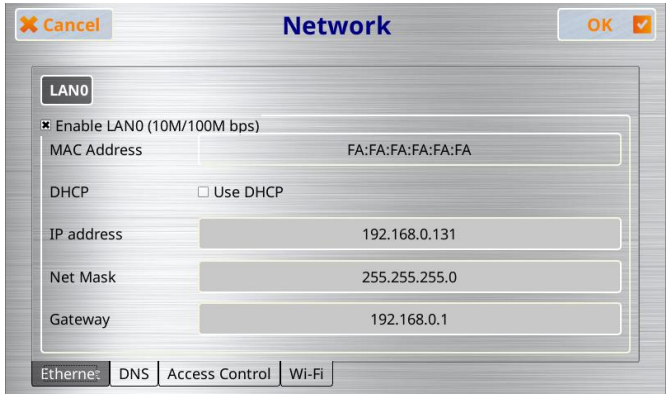 Cancel
Network
OK
LAN0
Enable LAN0 (10M/100M bps)
MAC Address FA:FA:FA:FA:FA:FA
DHCP Use DHCP
IP address 192.168.0.131
Net Mask 255.255.255.0
Gateway 192.168.0.1
Ethernet DNS Access Control Wi-Fi